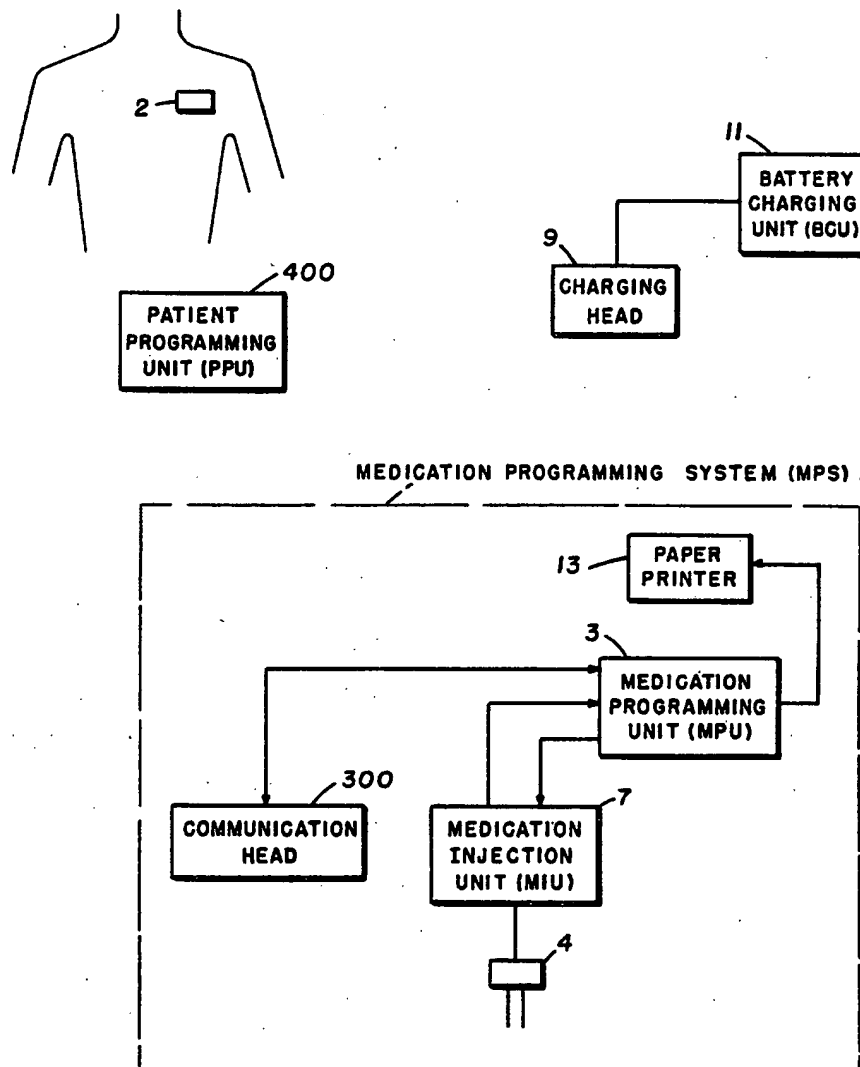 2
11
BATTERY
CHARGING
UNIT (BCU)
9
CHARGING
HEAD
400
PATIENT
PROGRAMMING
UNIT (PPU)
MEDICATION PROGRAMMING SYSTEM (MPS)
13
PAPER
PRINTER
3
MEDICATION
PROGRAMMING
UNIT (MPU)
300
COMMUNICATION
HEAD
7
MEDICATION
INJECTION
UNIT (MIU)
4